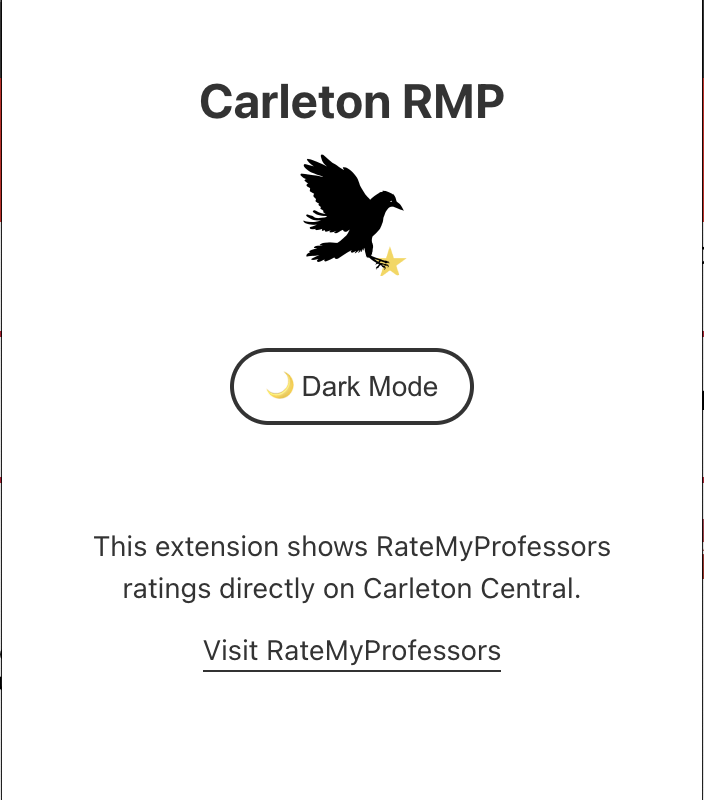 Carleton RMP
🌙 Dark Mode
This extension shows RateMyProfessors
ratings directly on Carleton Central.
Visit RateMyProfessors